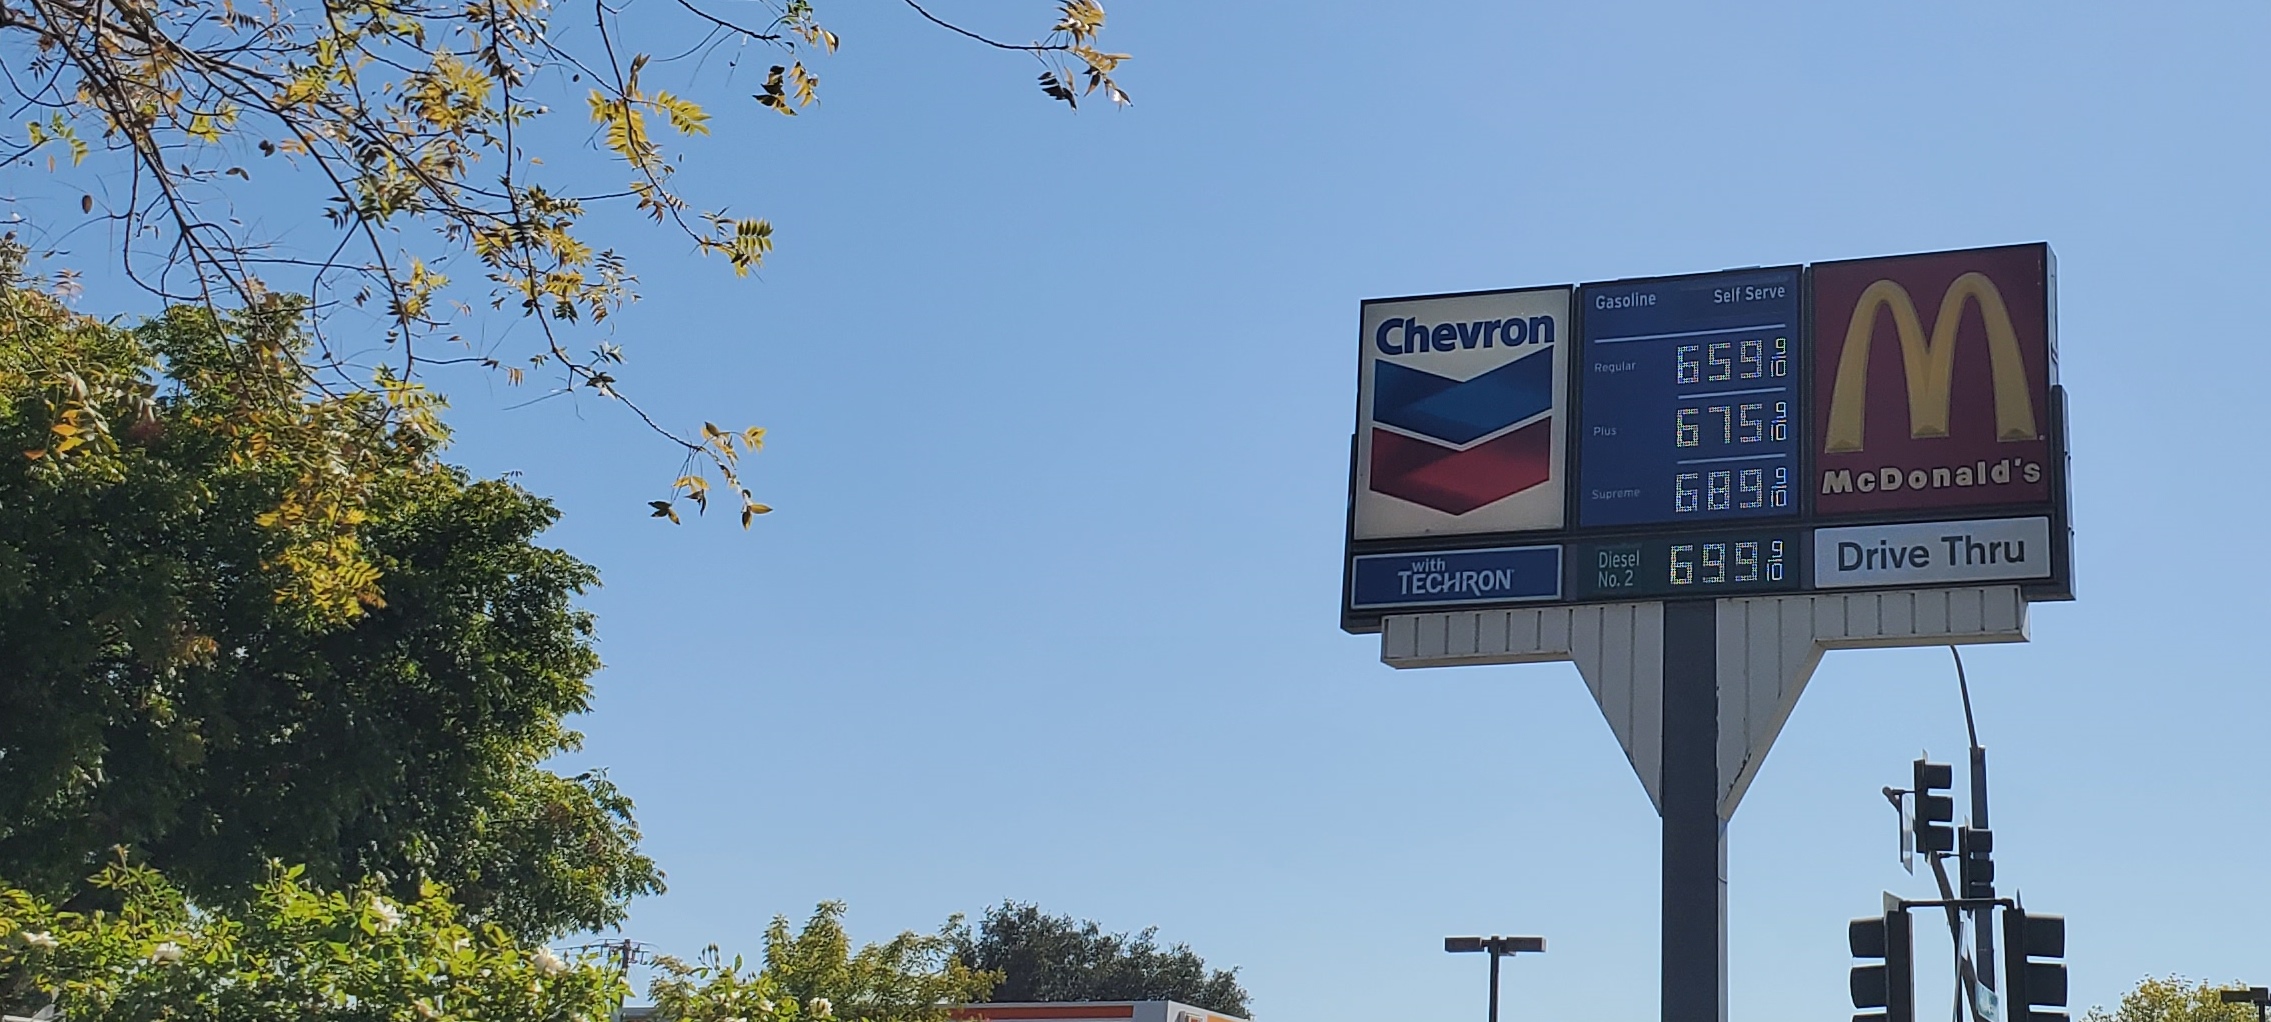 Chevron
with
TECHRON
Gasoline Self Serve
Regular 659 9/10
Plus 675 9/10
Supreme 689 9/10
Diesel
No. 2 699 9/10
McDonald's
Drive Thru